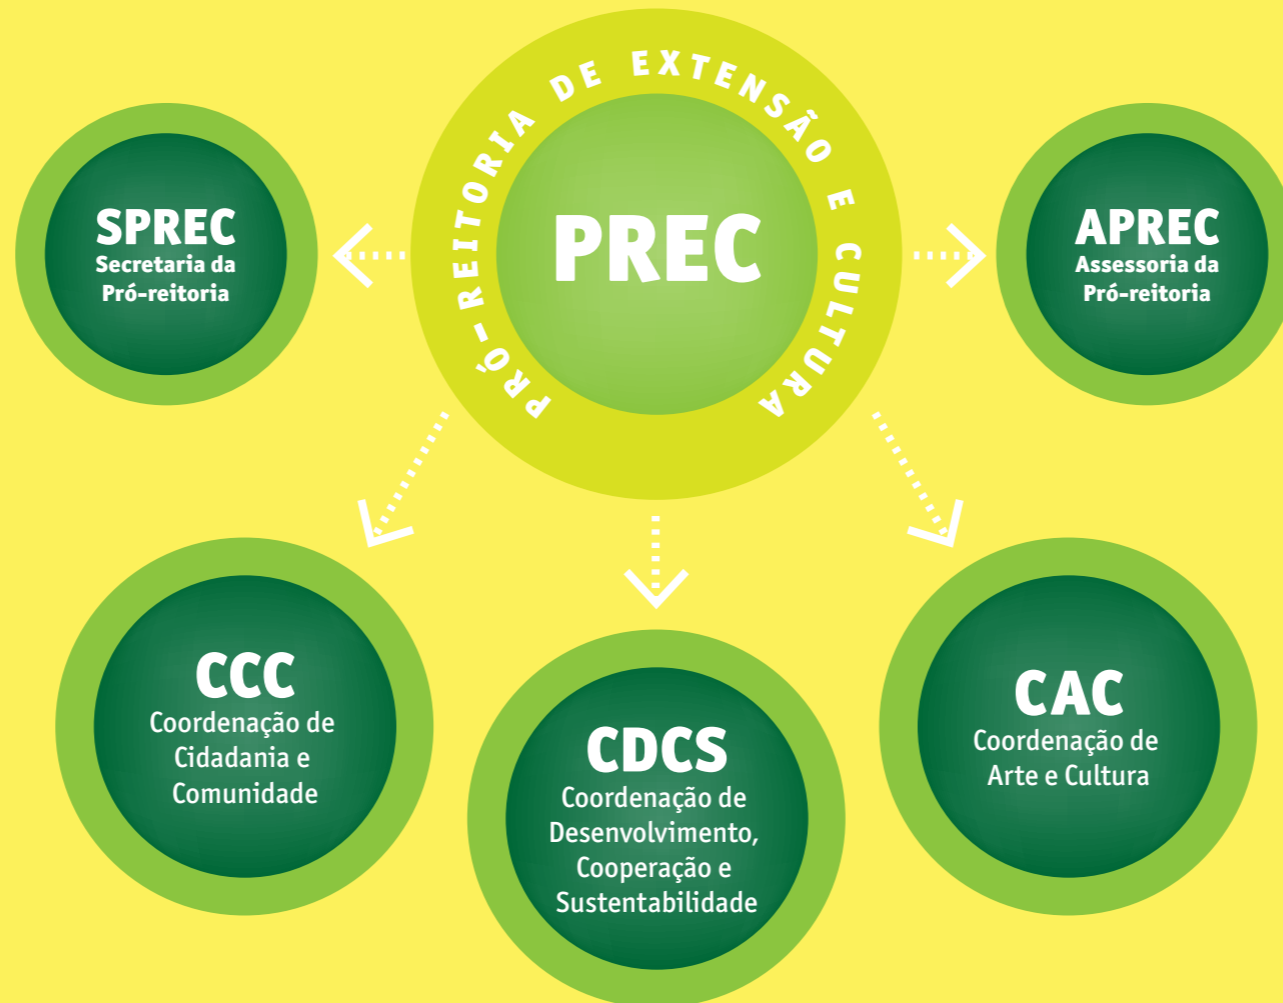 PRÓ-REITORIA DE EXTENSÃO E CULTURA
PREC
SPREC
Secretaria da
Pró-reitoria
APREC
Assessoria da
Pró-reitoria
CCC
Coordenação de
Cidadania e
Comunidade
CDCS
Coordenação de
Desenvolvimento,
Cooperação e
Sustentabilidade
CAC
Coordenação de
Arte e Cultura